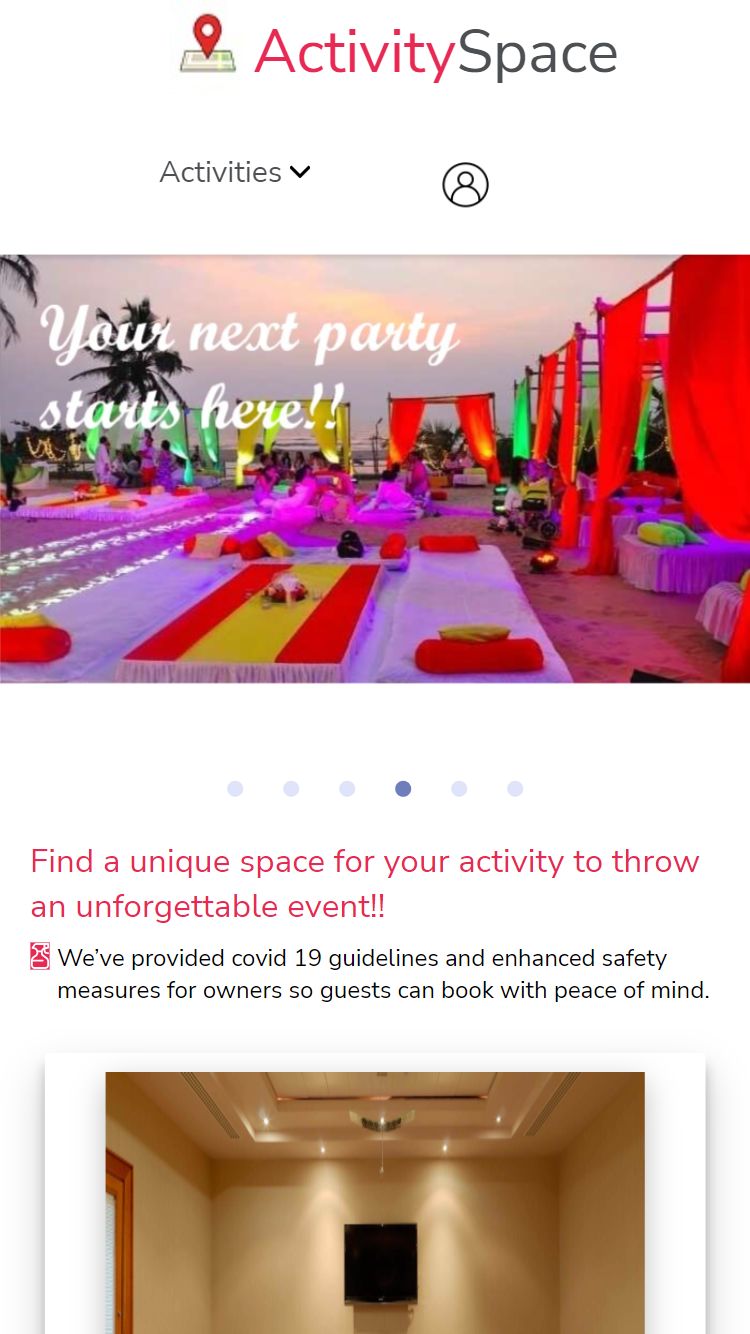 ActivitySpace
Activities
Your next party
starts here!!
Find a unique space for your activity to throw
an unforgettable event!!
We’ve provided covid 19 guidelines and enhanced safety
measures for owners so guests can book with peace of mind.